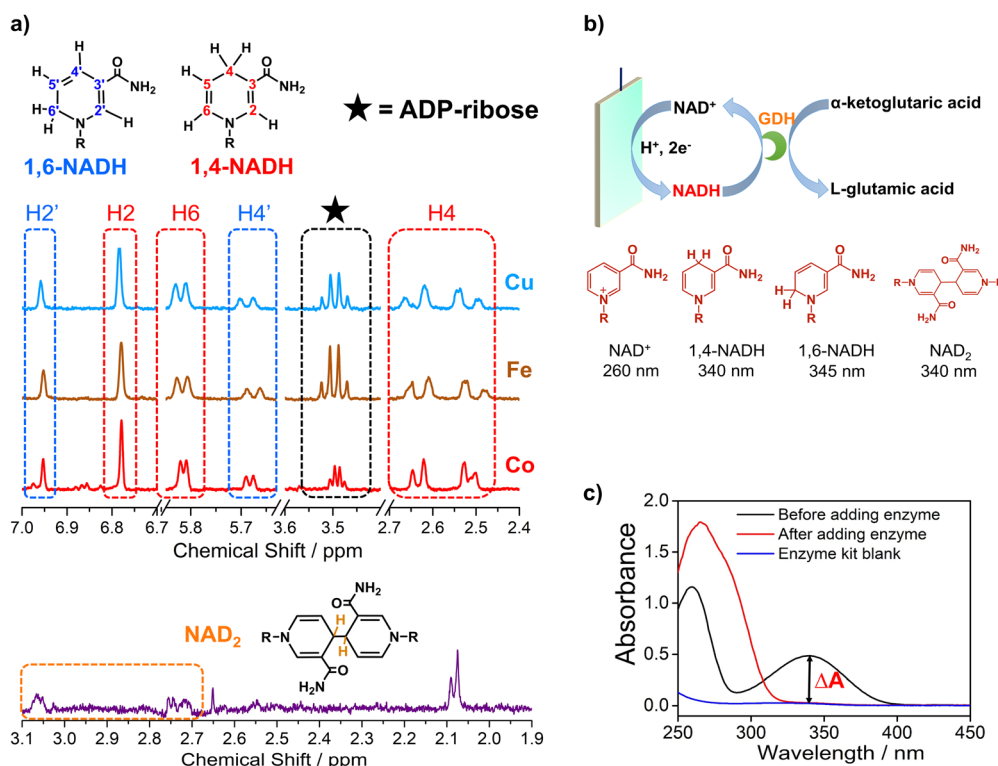 a)
H
4'
H
H
4
H
O
NH₂
H
5'
3'
H
5
3
O
NH₂
H
6'
2'
H
H
6
2
H
H
N
R
N
R
1,6-NADH
1,4-NADH
★ = ADP-ribose
H2'
H2
H6
H4'
★
H4
Cu
Fe
Co
7.0 6.9 6.8 6.7 5.8 5.7 3.6 3.5 2.7 2.6 2.5 2.4
Chemical Shift / ppm
NAD₂
O
NH₂
R-N
H
H
N-R
O
NH₂
3.1 3.0 2.9 2.8 2.7 2.6 2.5 2.4 2.3 2.2 2.1 2.0 1.9
Chemical Shift / ppm
b)
NAD⁺
α-ketoglutaric acid
GDH
H⁺, 2e⁻
NADH
L-glutamic acid
O
NH₂
N⁺
R
H H
O
NH₂
N
R
O
NH₂
H
H
N
R
NH₂
O
R-N
N-R
O
H₂N
NAD⁺
260 nm
1,4-NADH
340 nm
1,6-NADH
345 nm
NAD₂
340 nm
c)
Absorbance
2.0
1.5
1.0
0.5
0.0
Before adding enzyme
After adding enzyme
Enzyme kit blank
ΔA
250 300 350 400 450
Wavelength / nm